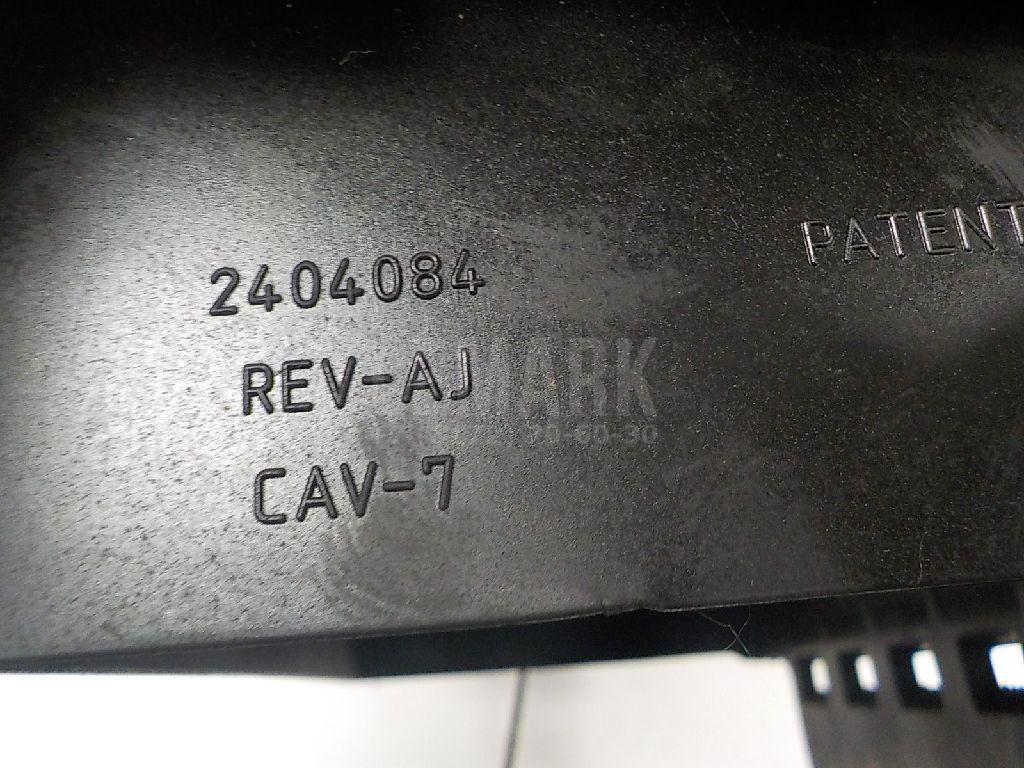 2404084
PATENT
REV-AJ
CAV-7